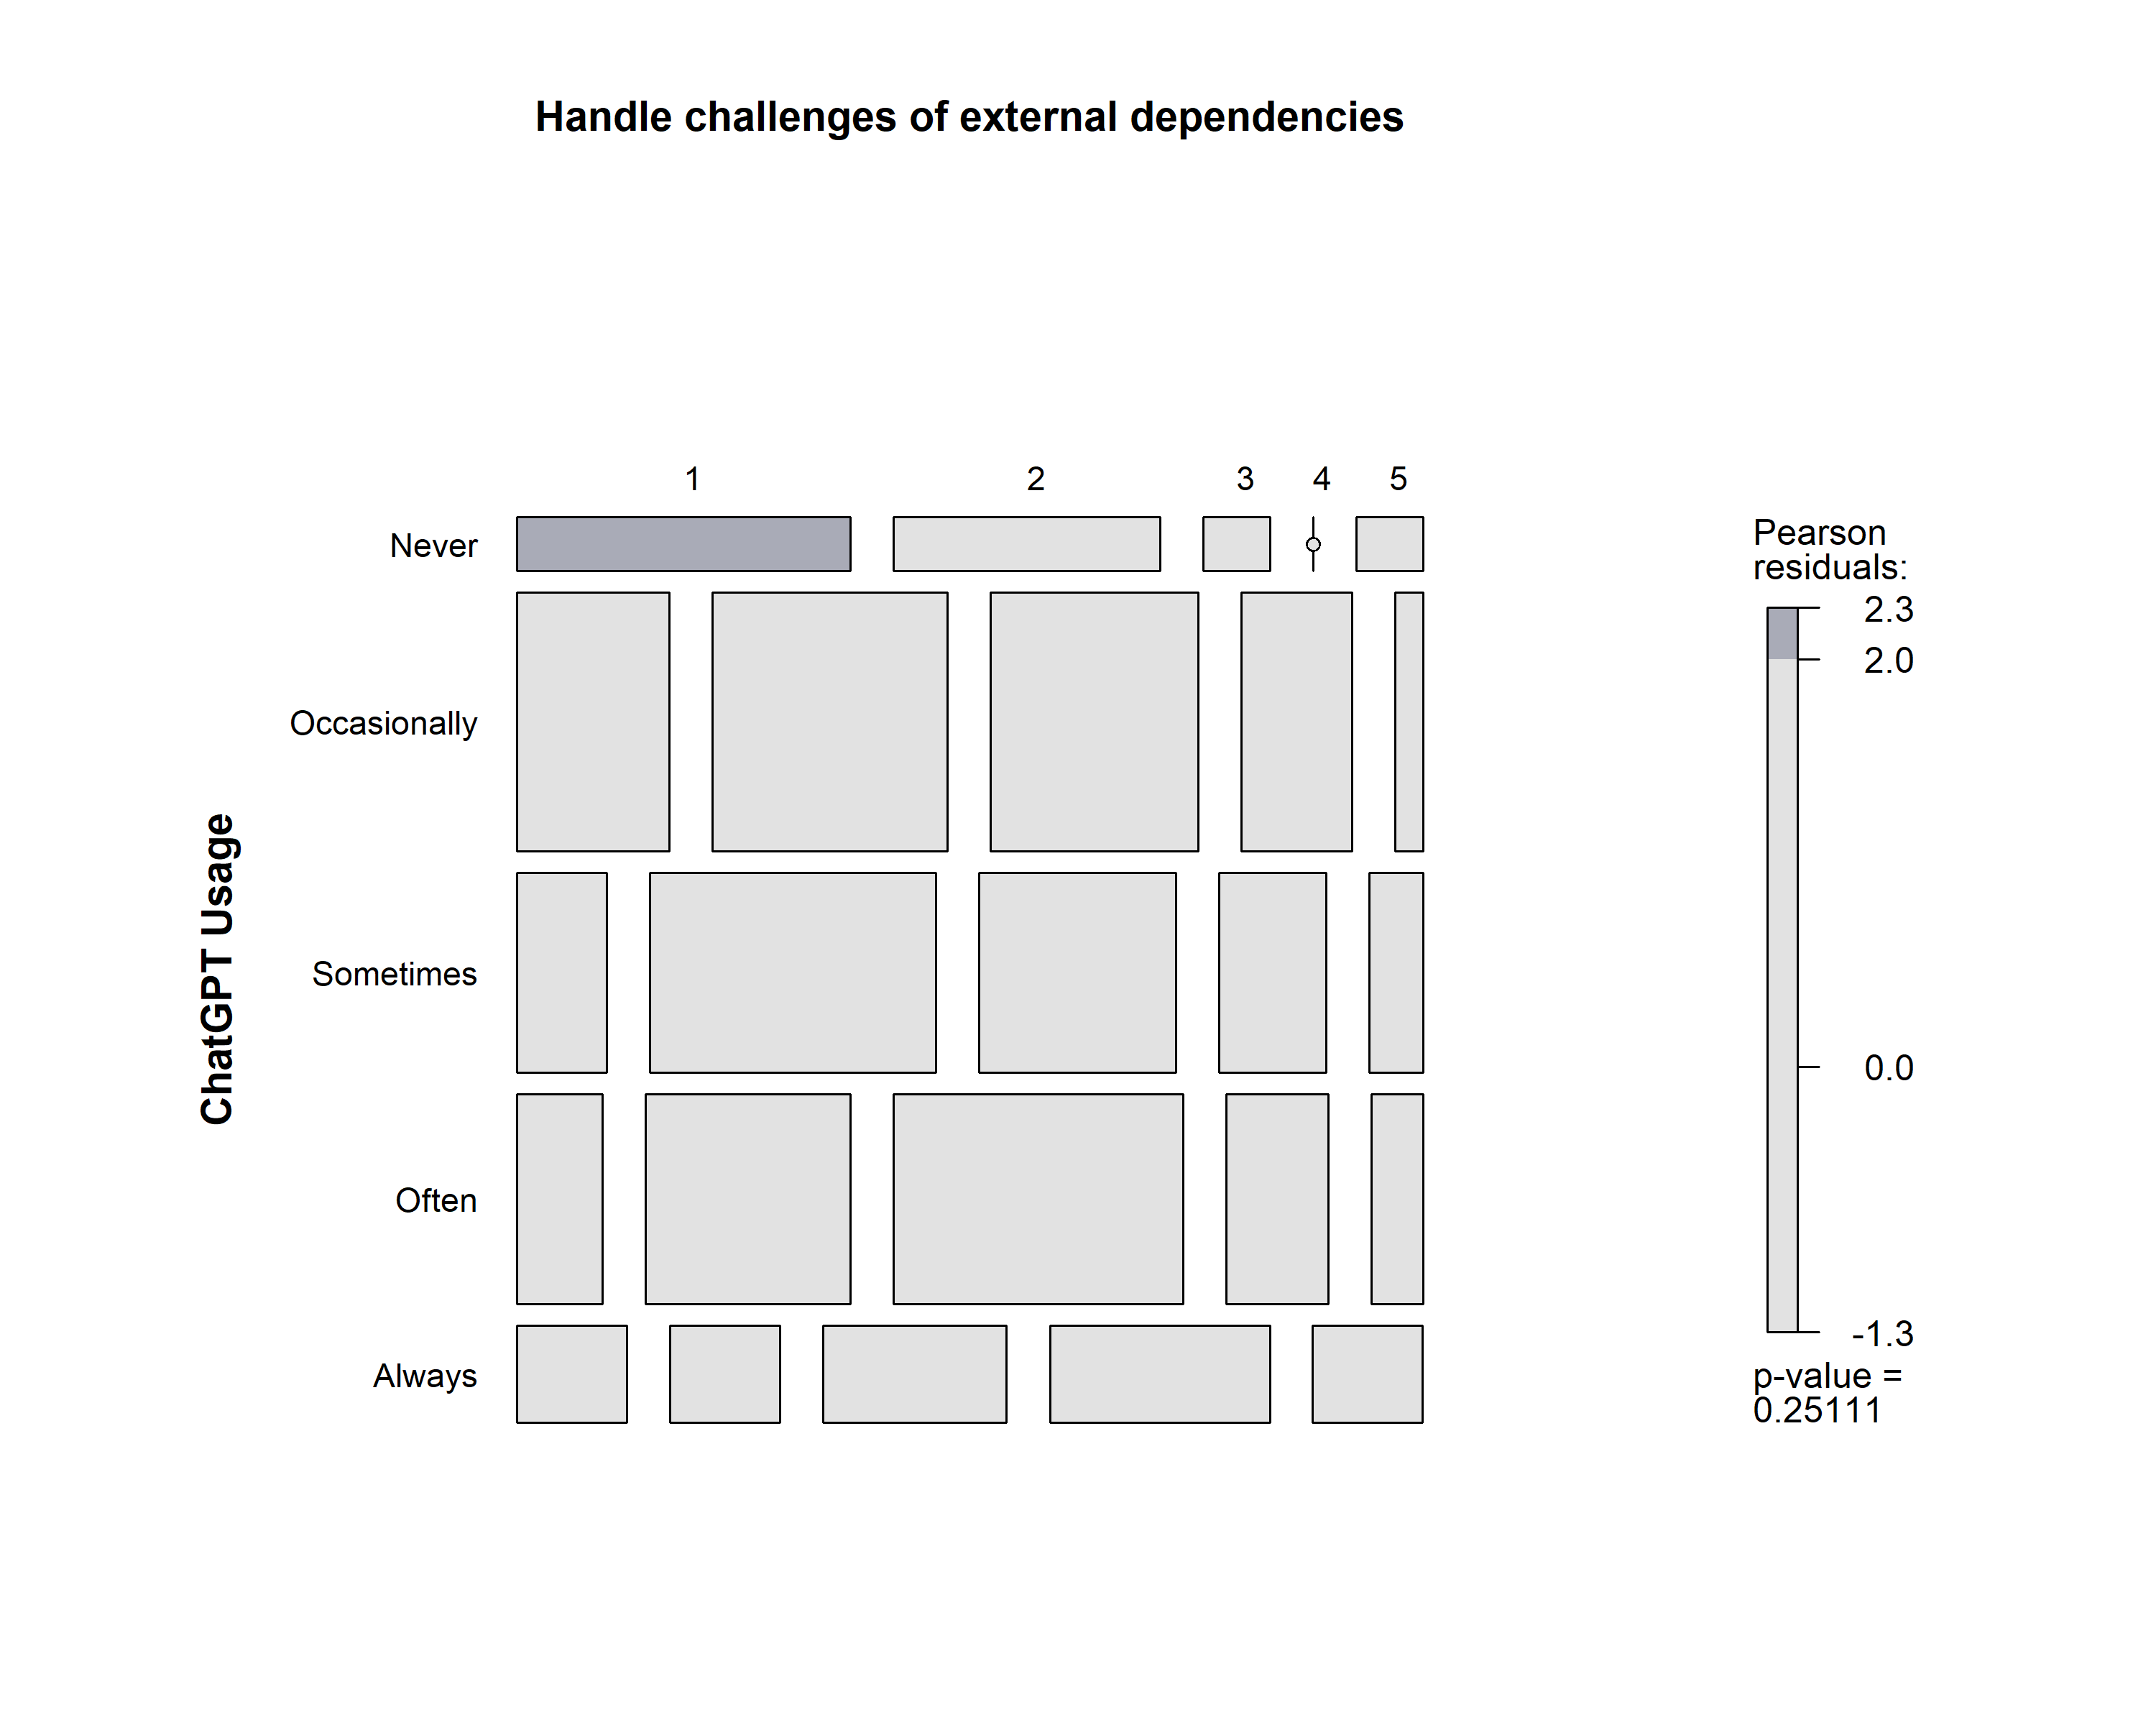 Handle challenges of external dependencies
1 2 3 4 5
Never
Occasionally
Sometimes
Often
Always
ChatGPT Usage
Pearson
residuals:
2.3
2.0
0.0
-1.3
p-value =
0.25111